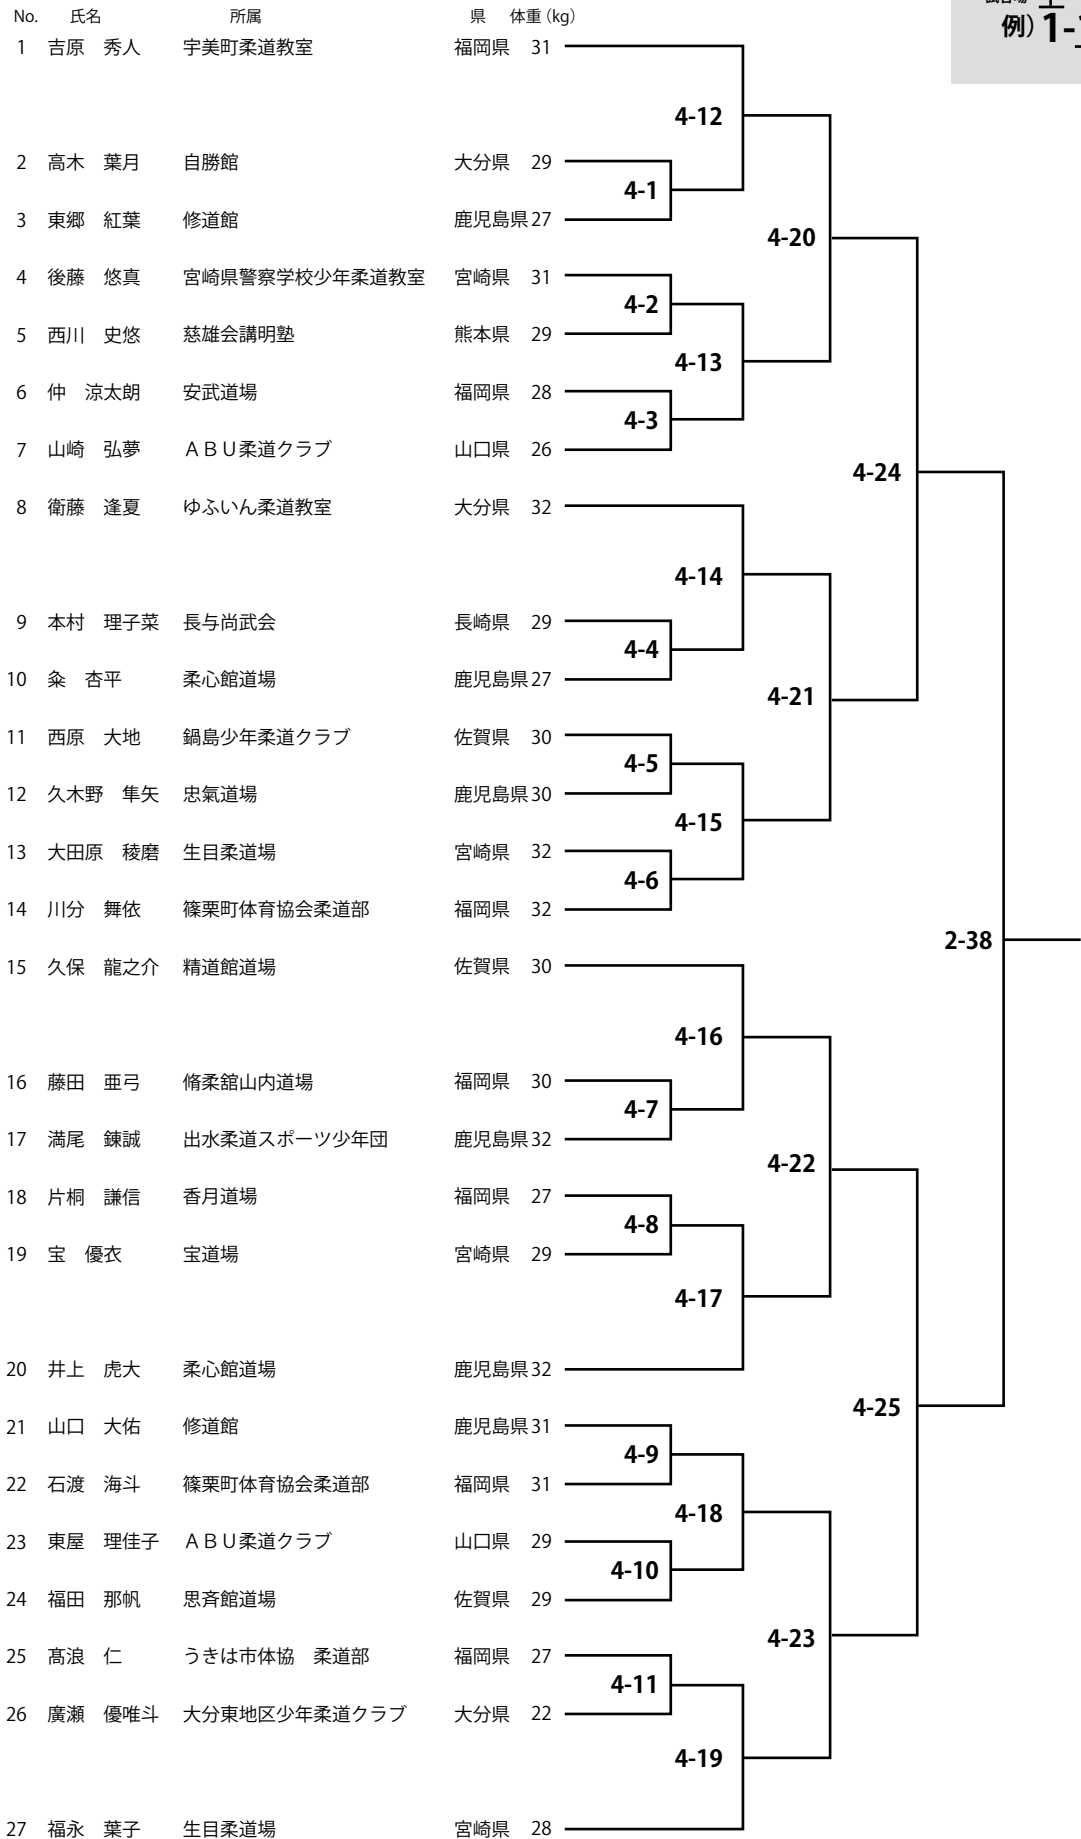 No. 氏名 所属 県 体重(kg)
例) 1-
1 吉原 秀人 宇美町柔道教室 福岡県 31
4-12
2 高木 葉月 自勝館 大分県 29
4-1
3 東郷 紅葉 修道館 鹿児島県 27
4-20
4 後藤 悠真 宮崎県警察学校少年柔道教室 宮崎県 31
4-2
5 西川 史悠 慈雄会講明塾 熊本県 29
4-13
6 仲 涼太朗 安武道場 福岡県 28
4-3
7 山崎 弘夢 ABU柔道クラブ 山口県 26
4-24
8 衛藤 逢夏 ゆふいん柔道教室 大分県 32
4-14
9 本村 理子菜 長与尚武会 長崎県 29
4-4
10 粂 杏平 柔心館道場 鹿児島県 27
4-21
11 西原 大地 鍋島少年柔道クラブ 佐賀県 30
4-5
12 久木野 隼矢 忠氣道場 鹿児島県 30
4-15
13 大田原 稜磨 生目柔道場 宮崎県 32
4-6
14 川分 舞依 篠栗町体育協会柔道部 福岡県 32
2-38
15 久保 龍之介 精道館道場 佐賀県 30
4-16
16 藤田 亜弓 脩柔舘山内道場 福岡県 30
4-7
17 満尾 錬誠 出水柔道スポーツ少年団 鹿児島県 32
4-22
18 片桐 謙信 香月道場 福岡県 27
4-8
19 宝 優衣 宝道場 宮崎県 29
4-17
20 井上 虎大 柔心館道場 鹿児島県 32
4-25
21 山口 大佑 修道館 鹿児島県 31
4-9
22 石渡 海斗 篠栗町体育協会柔道部 福岡県 31
4-18
23 東屋 理佳子 ABU柔道クラブ 山口県 29
4-10
24 福田 那帆 思斉館道場 佐賀県 29
4-23
25 髙浪 仁 うきは市体協 柔道部 福岡県 27
4-11
26 廣瀬 優唯斗 大分東地区少年柔道クラブ 大分県 22
4-19
27 福永 葉子 生目柔道場 宮崎県 28